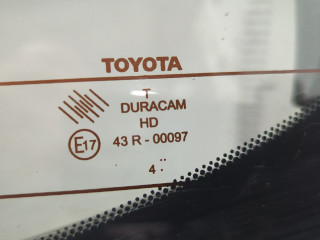 TOYOTA
T
DURACAM
HD
E17 43 R - 00097
4 ..